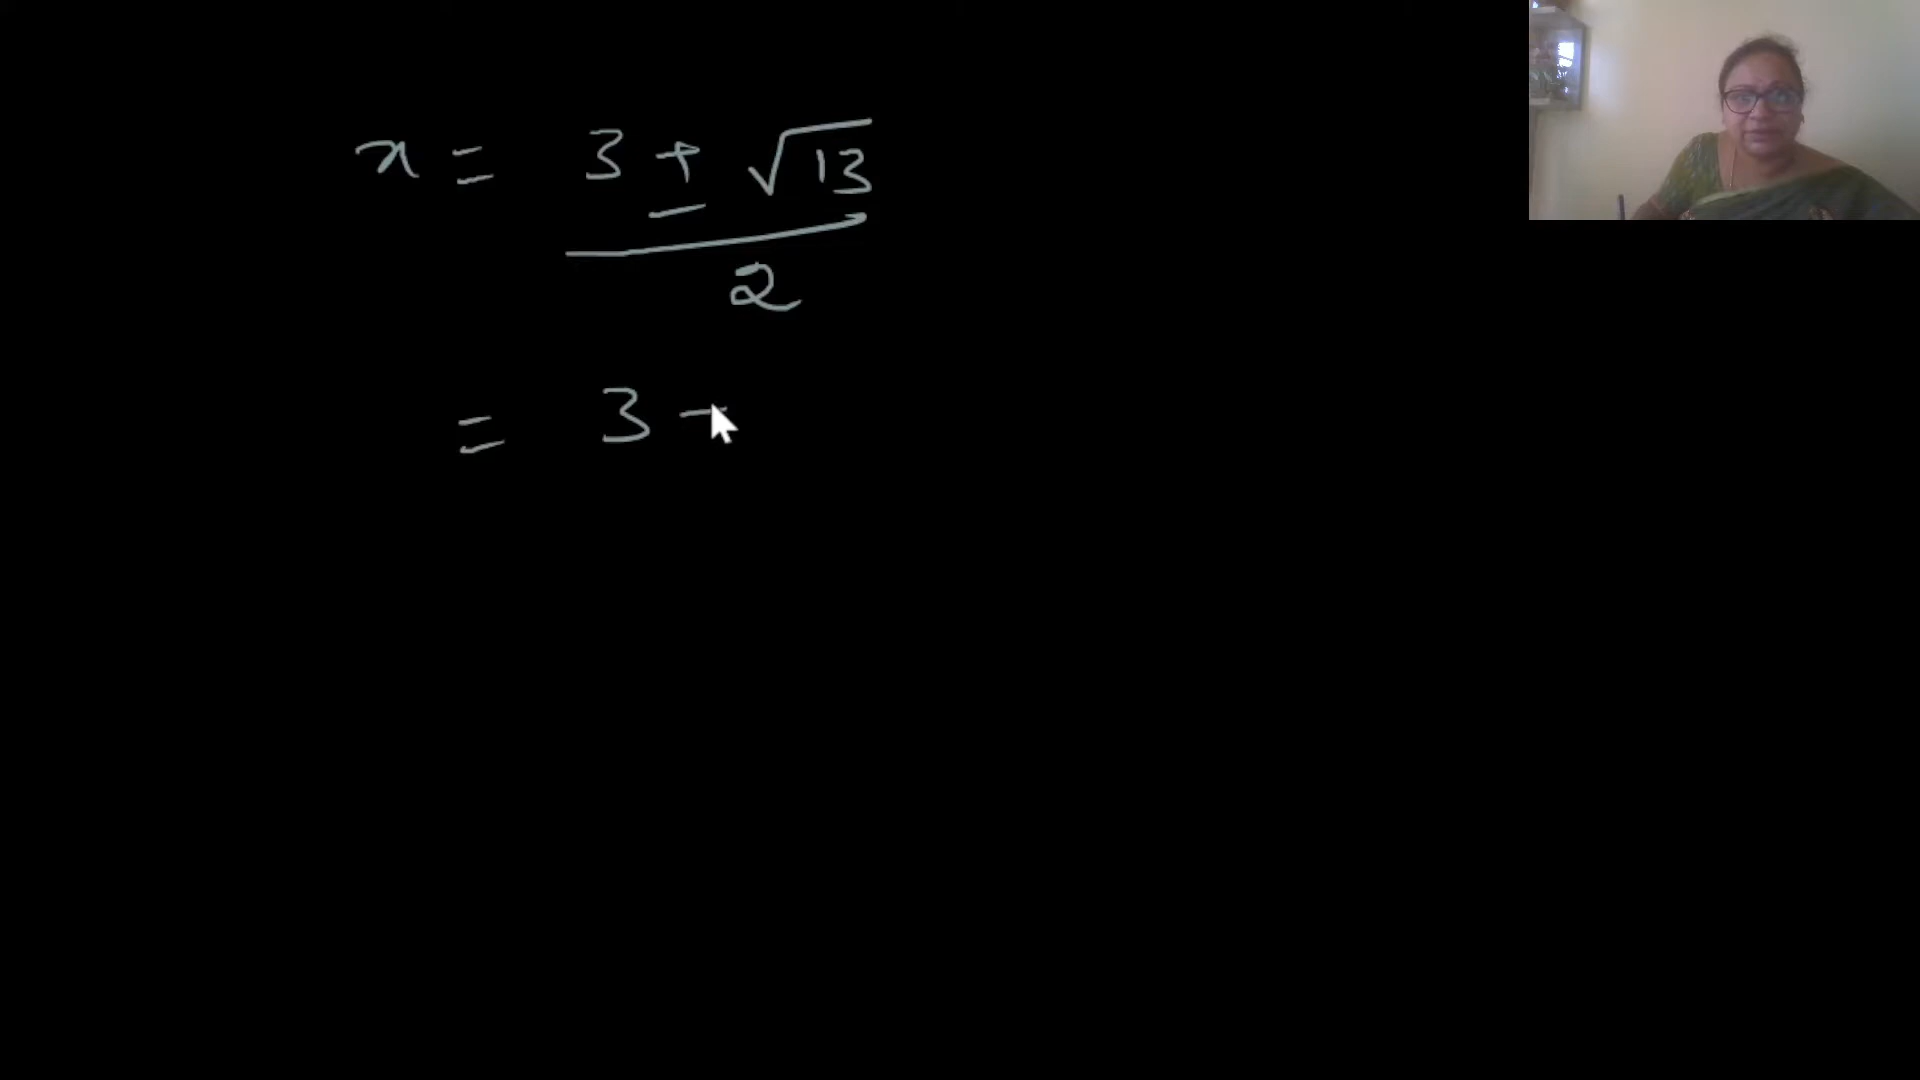 x = 3 ± √13
2
= 3 -